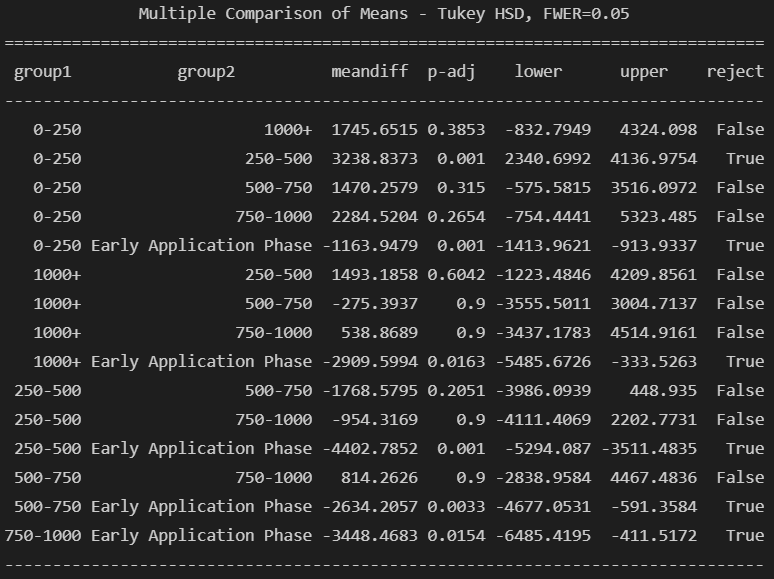 Multiple Comparison of Means - Tukey HSD, FWER=0.05
================================================================================
group1 group2 meandiff p-adj lower upper reject
--------------------------------------------------------------------------------
0-250 1000+ 1745.6515 0.3853 -832.7949 4324.098 False
0-250 250-500 3238.8373 0.001 2340.6992 4136.9754 True
0-250 500-750 1470.2579 0.315 -575.5815 3516.0972 False
0-250 750-1000 2284.5204 0.2654 -754.4441 5323.485 False
0-250 Early Application Phase -1163.9479 0.001 -1413.9621 -913.9337 True
1000+ 250-500 1493.1858 0.6042 -1223.4846 4209.8561 False
1000+ 500-750 -275.3937 0.9 -3555.5011 3004.7137 False
1000+ 750-1000 538.8689 0.9 -3437.1783 4514.9161 False
1000+ Early Application Phase -2909.5994 0.0163 -5485.6726 -333.5263 True
250-500 500-750 -1768.5795 0.2051 -3986.0939 448.935 False
250-500 750-1000 -954.3169 0.9 -4111.4069 2202.7731 False
250-500 Early Application Phase -4402.7852 0.001 -5294.087 -3511.4835 True
500-750 750-1000 814.2626 0.9 -2838.9584 4467.4836 False
500-750 Early Application Phase -2634.2057 0.0033 -4677.0531 -591.3584 True
750-1000 Early Application Phase -3448.4683 0.0154 -6485.4195 -411.5172 True
--------------------------------------------------------------------------------